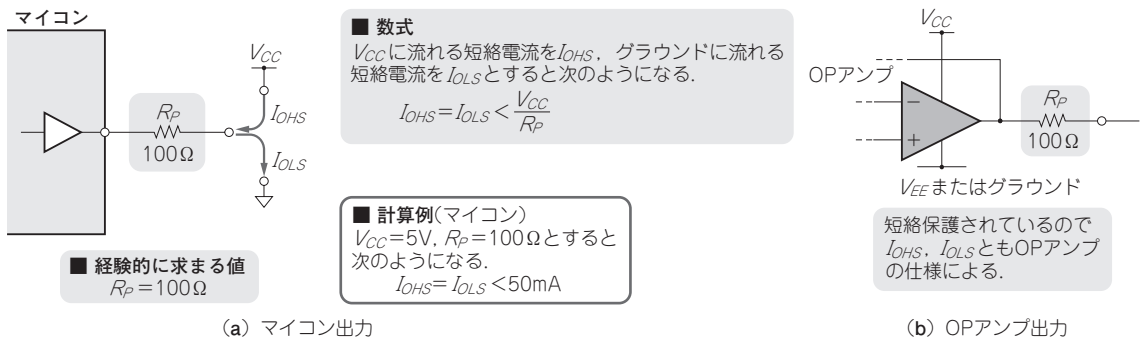 マイコン
V_CC
R_P
100Ω
I_OHS
I_OLS
■ 経験的に求まる値
R_P＝100Ω
■ 数式
V_CCに流れる短絡電流をI_OHS，グラウンドに流れる
短絡電流をI_OLSとすると次のようになる．
I_OHS＝I_OLS＜V_CC/R_P
■ 計算例(マイコン)
V_CC＝5V, R_P＝100Ωとすると
次のようになる．
I_OHS＝I_OLS＜50mA
（a）マイコン出力
V_CC
OPアンプ
−
+
R_P
100Ω
V_EEまたはグラウンド
短絡保護されているので
I_OHS，I_OLSともOPアンプ
の仕様による．
（b）OPアンプ出力